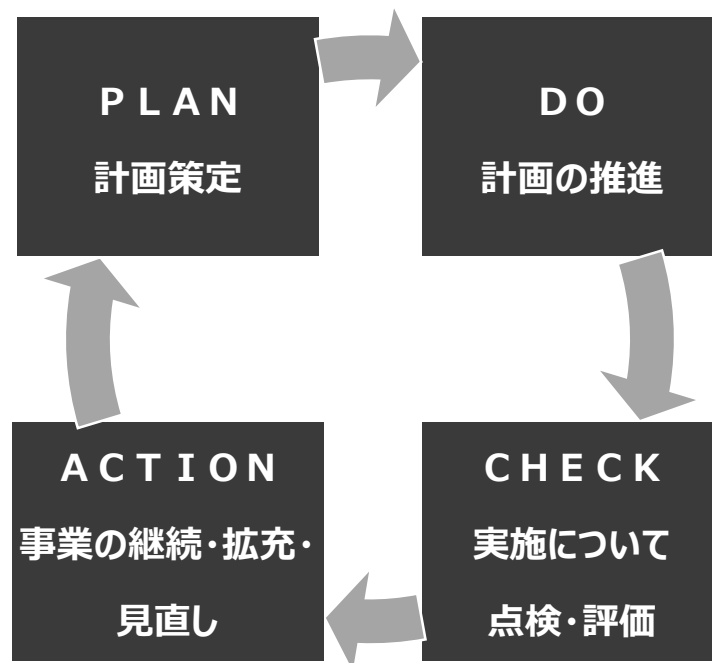 ＰＬＡＮ
計画策定
ＤＯ
計画の推進
ＡＣＴＩＯＮ
事業の継続・拡充・
見直し
ＣＨＥＣＫ
実施について
点検・評価